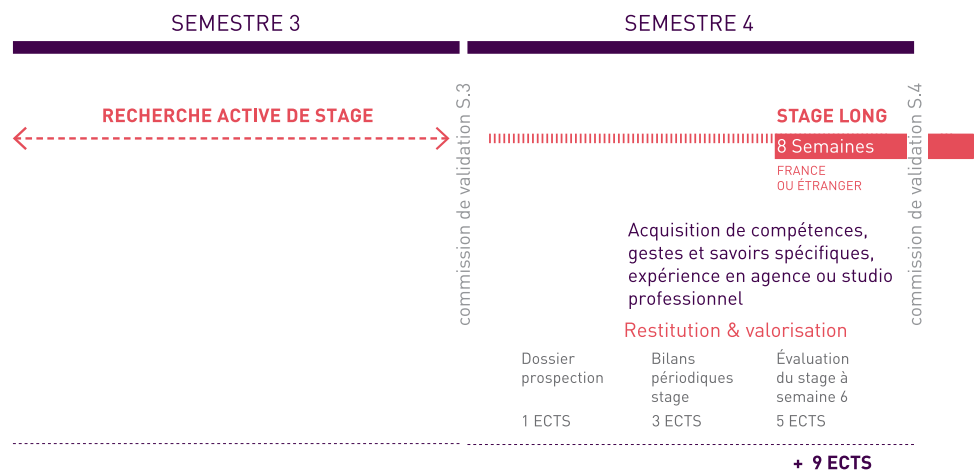 SEMESTRE 3
SEMESTRE 4
RECHERCHE ACTIVE DE STAGE
commission de validation S.3
STAGE LONG
8 Semaines
FRANCE
OU ÉTRANGER
commission de validation S.4
Acquisition de compétences,
gestes et savoirs spécifiques,
expérience en agence ou studio
professionnel
Restitution & valorisation
Dossier
prospection
1 ECTS
Bilans
périodiques
stage
3 ECTS
Évaluation
du stage à
semaine 6
5 ECTS
+ 9 ECTS